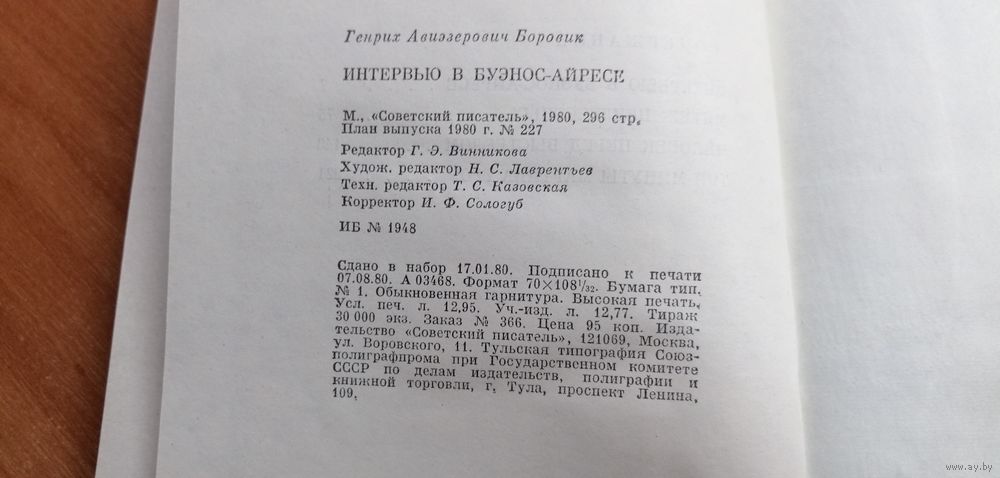 Генрих Авиэзерович Боровик
ИНТЕРВЬЮ В БУЭНОС-АЙРЕСЕ
М., «Советский писатель», 1980, 296 стр.
План выпуска 1980 г. № 227
Редактор Г. Э. Винникова
Худож. редактор Н. С. Лаврентьев
Техн. редактор Т. С. Казовская
Корректор И. Ф. Сологуб
ИБ № 1948
Сдано в набор 17.01.80. Подписано к печати
07.08.80. А 03468. Формат 70×108 1/32. Бумага тип.
№ 1. Обыкновенная гарнитура. Высокая печать.
Усл. печ. л. 12,95. Уч.-изд. л. 12,77. Тираж
30 000 экз. Заказ № 366. Цена 95 коп. Изда-
тельство «Советский писатель», 121069, Москва,
ул. Воровского, 11. Тульская типография Союз-
полиграфпрома при Государственном комитете
СССР по делам издательств, полиграфии и
книжной торговли, г. Тула, проспект Ленина,
109.
www.ay.by